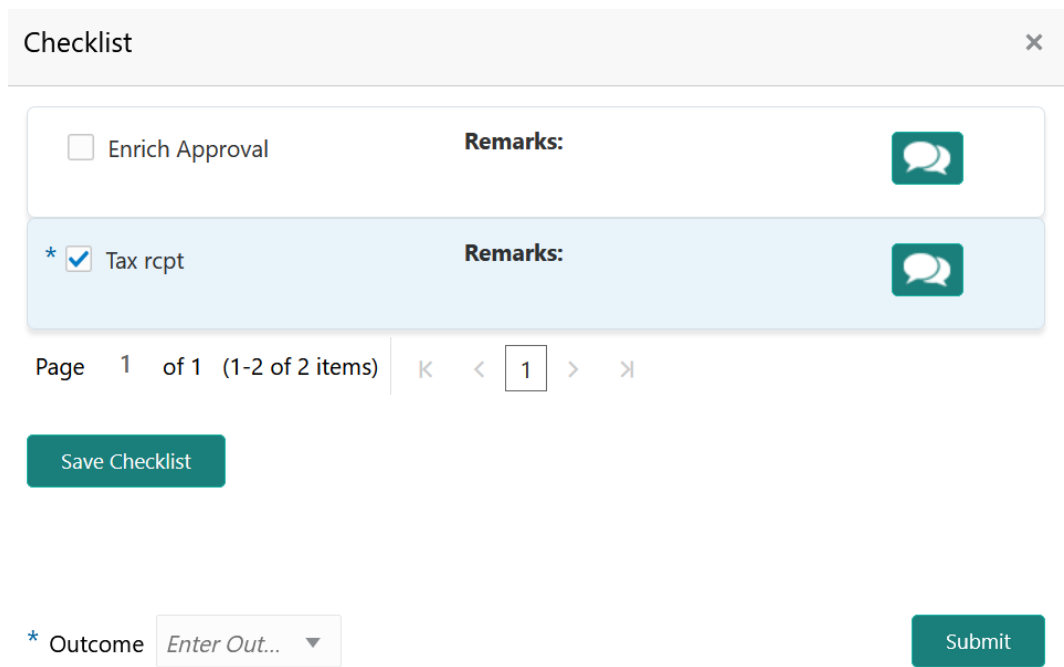 Checklist
Enrich Approval Remarks:
* Tax rcpt Remarks:
Page 1 of 1 (1-2 of 2 items) 1
Save Checklist
* Outcome Enter Out... Submit